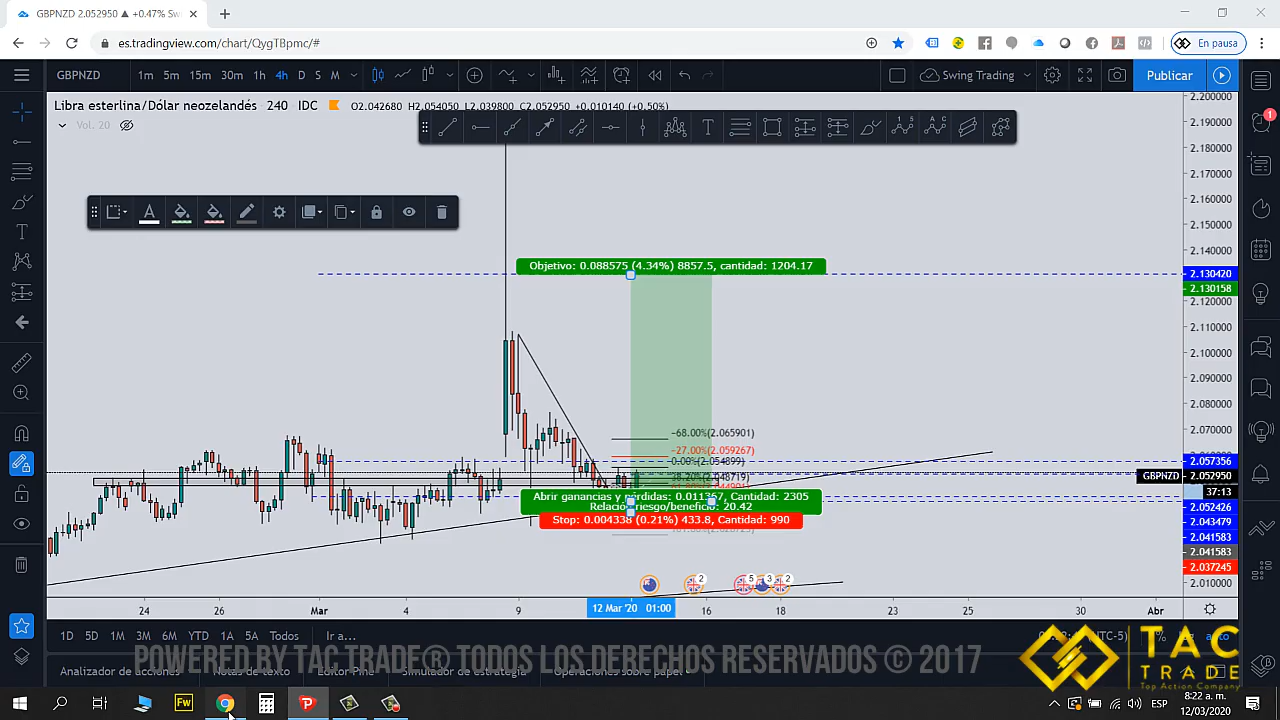 GBPNZD 2.052950 ▲ +0.47% Sw
es.tradingview.com/chart/QygTBpmc/#
En pausa
GBPNZD 1m 5m 15m 30m 1h 4h D S M
Swing Trading
Publicar
Libra esterlina/Dólar neozelandés 240 IDC O2.042680 H2.054050 L2.039800 C2.052950 +0.010140 (+0.50%)
Vol. 20
2.200000
2.190000
2.180000
2.170000
2.160000
2.150000
2.140000
Objetivo: 0.088575 (4.34%) 8857.5, cantidad: 1204.17
2.130420
2.130158
2.120000
2.110000
2.100000
2.090000
2.080000
2.070000
-68.00%(2.065901)
-27.00%(2.059267)
0.00%(2.054899)
2.057356
GBPNZD 2.052950
37:13
Abrir ganancias y pérdidas: 0.011367, Cantidad: 2305
Relación riesgo/beneficio: 20.42
Stop: 0.004338 (0.21%) 433.8, Cantidad: 990
2.052426
2.043479
2.041583
2.041583
2.037245
2.010000
2 5 3 2
24 26 Mar 4 9 12 Mar '20 01:00 16 18 23 25 30 Abr
1D 5D 1M 3M 6M YTD 1A 5A Todos Ir a...
(UTC-5) % auto
Analizador de acciones Notas de texto Editor Pine Simulador de estrategia
POWERED BY TAC TRADE® TODOS LOS DERECHOS RESERVADOS © 2017
TAC
TRADE
Top Action Company
Fw
ESP
8:22 a. m.
12/03/2020
1